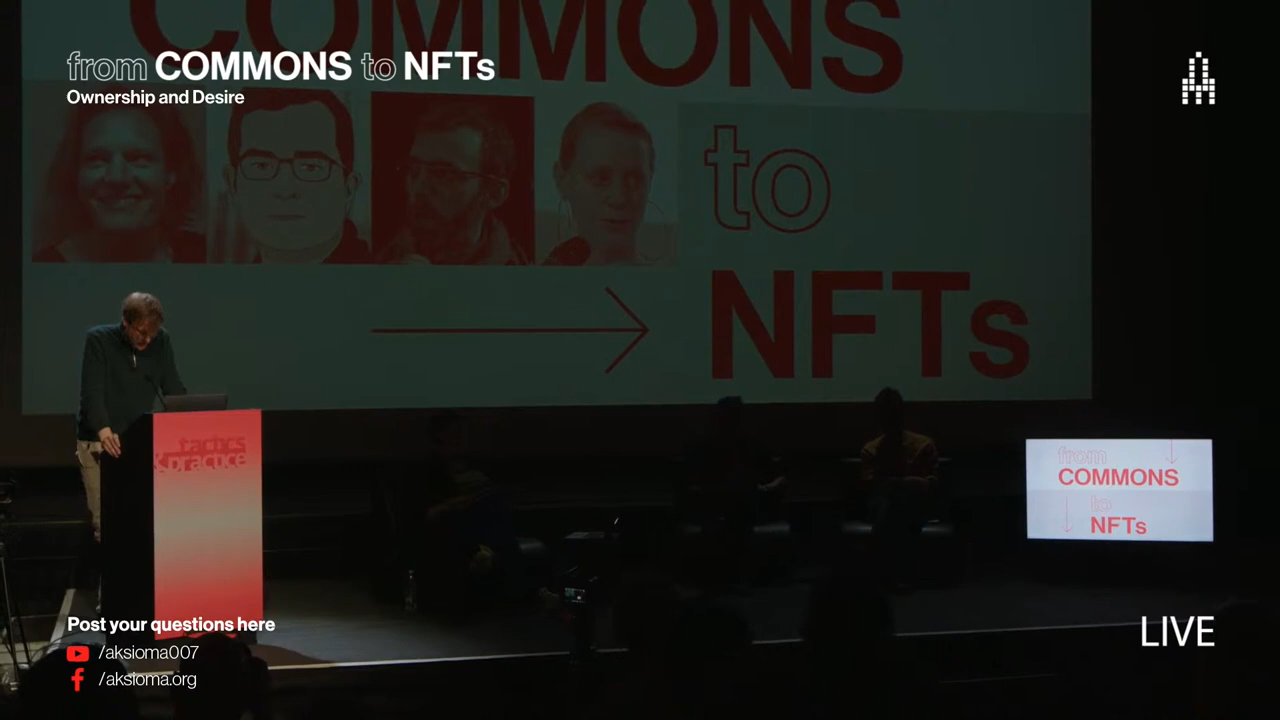 COMMONS
from COMMONS to NFTs
Ownership and Desire
to
NFTs
tactics
&practice
from
COMMONS
to
NFTs
Post your questions here
/aksioma007
/aksioma.org
LIVE